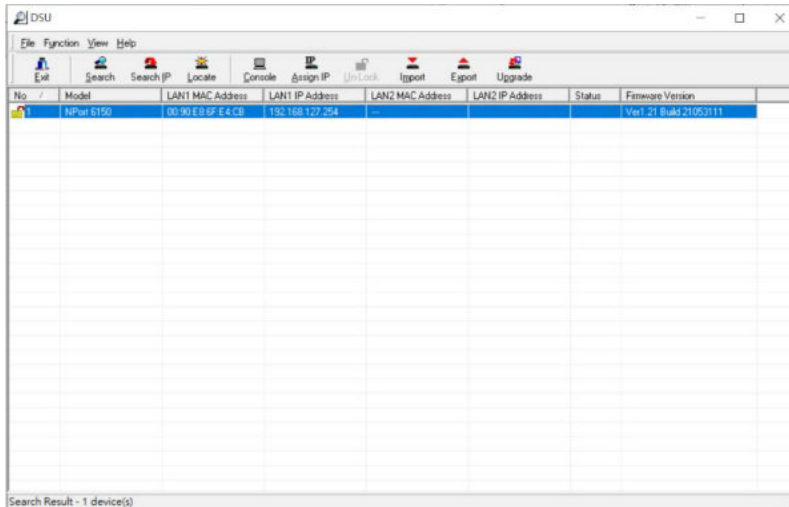 DSU
File Function View Help
Exit Search Search IP Locate Console Assign IP Un-Lock Import Export Upgrade
No / Model LAN1 MAC Address LAN1 IP Address LAN2 MAC Address LAN2 IP Address Status Firmware Version
1 NPort 6150 00:90:E8:6F:E4:CB 192.168.127.254 --- Ver1.21 Build 21053111
Search Result - 1 device(s)